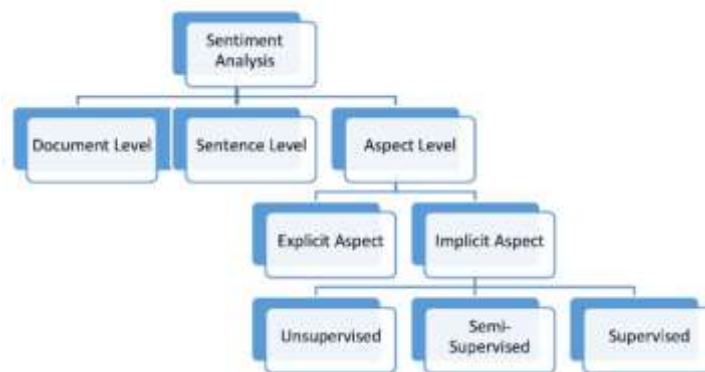 Sentiment
Analysis
Document Level
Sentence Level
Aspect Level
Explicit Aspect
Implicit Aspect
Unsupervised
Semi-
Supervised
Supervised